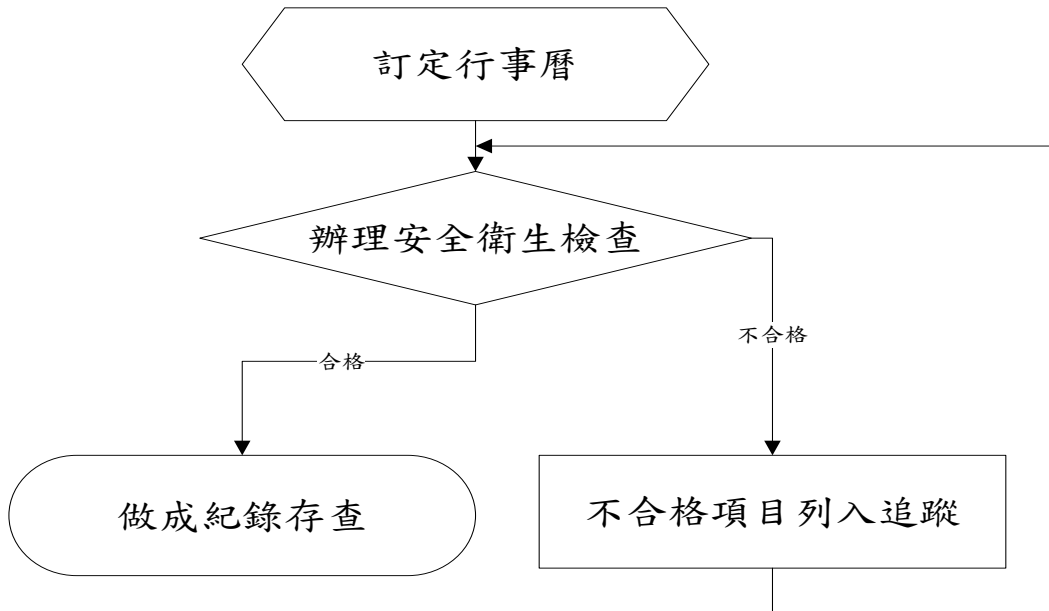 訂定行事曆
辦理安全衛生檢查
不合格
合格
做成紀錄存查
不合格項目列入追蹤